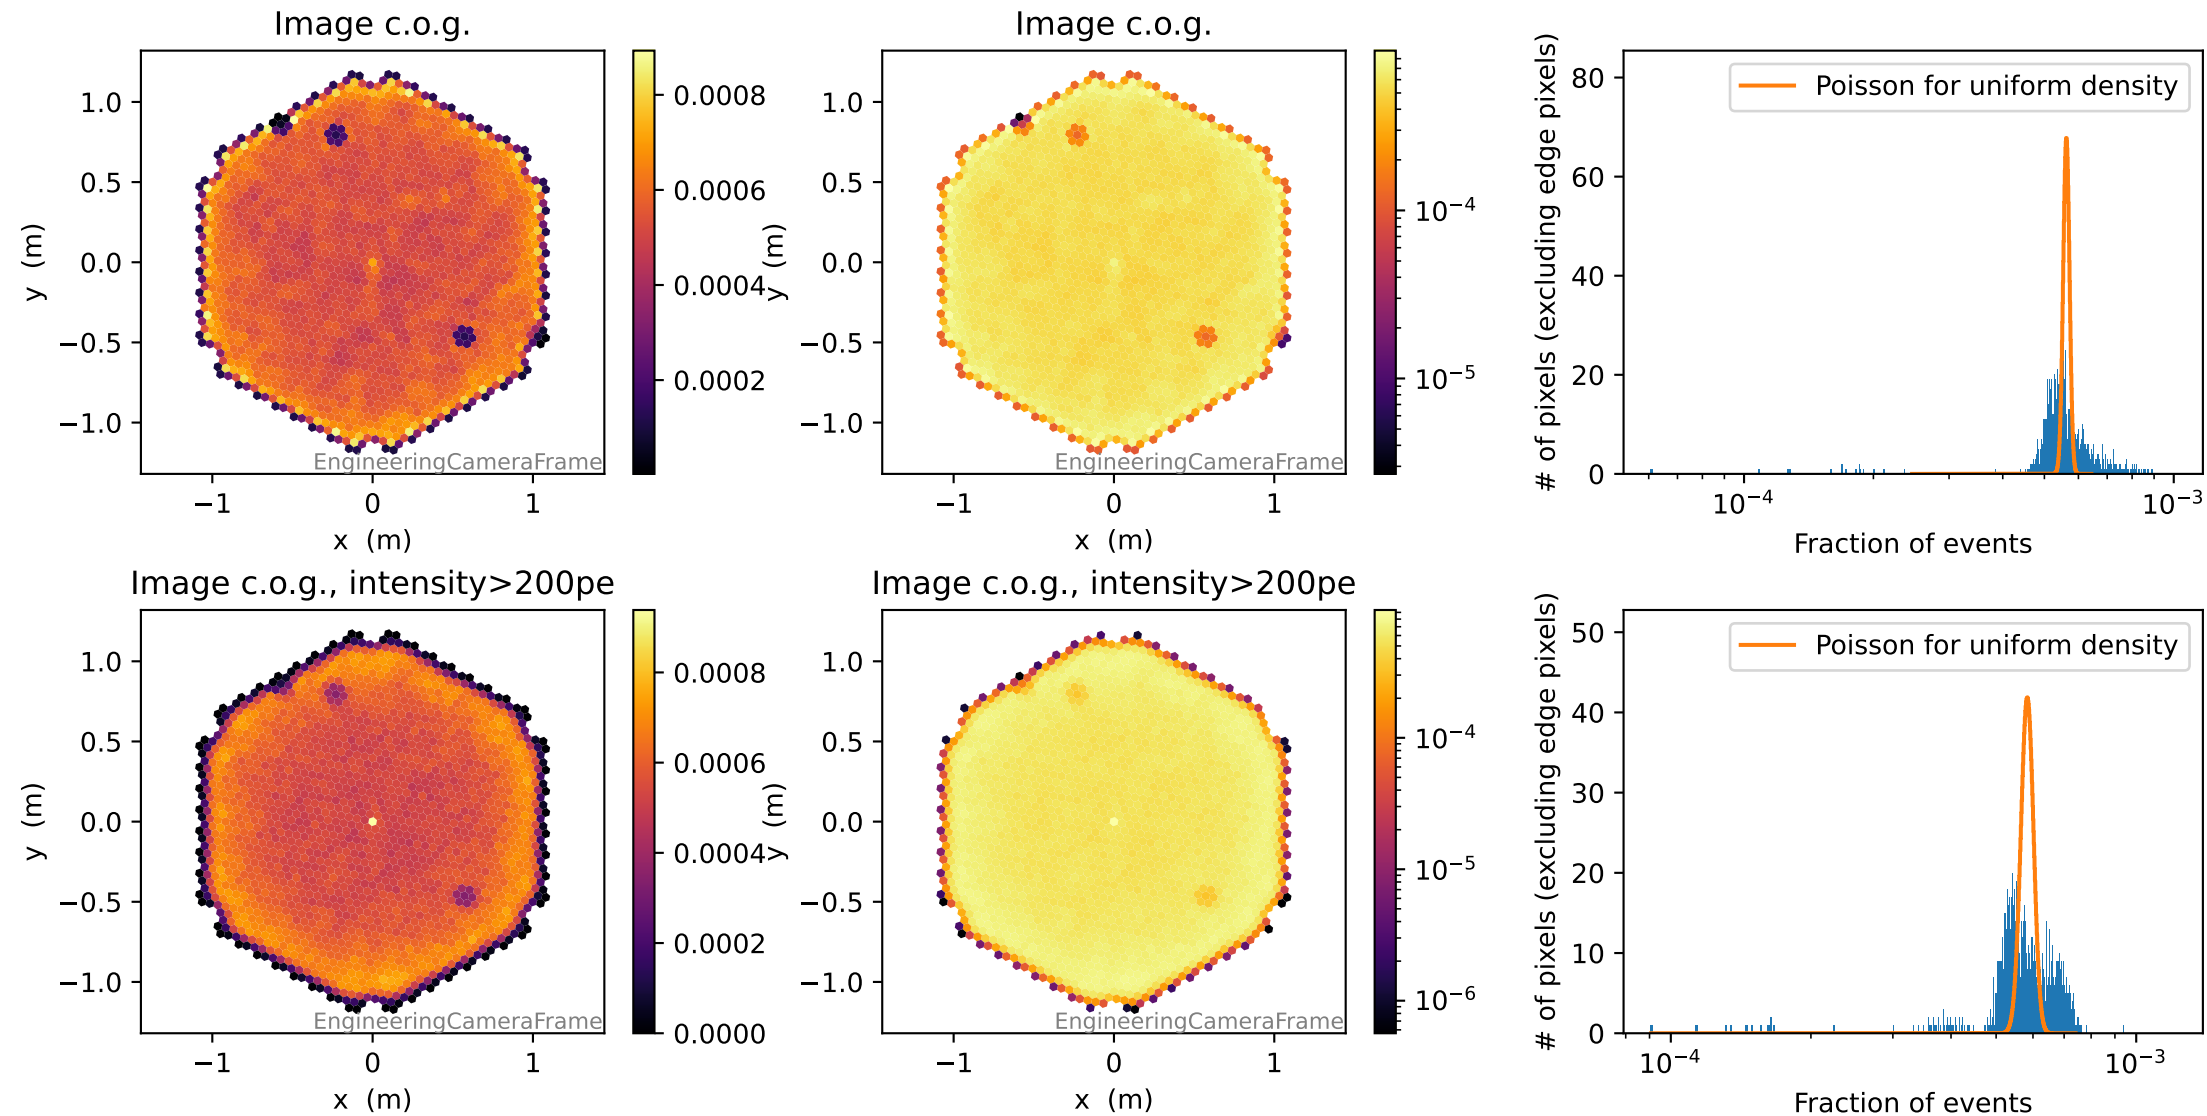 Image c.o.g.
1.0
0.5
0.0
−0.5
−1.0
y (m)
−1
0
1
x (m)
EngineeringCameraFrame
0.0008
0.0006
0.0004
0.0002
Image c.o.g.
1.0
0.5
0.0
−0.5
−1.0
y (m)
−1
0
1
x (m)
EngineeringCameraFrame
10⁻⁴
10⁻⁵
# of pixels (excluding edge pixels)
80
60
40
20
0
Poisson for uniform density
10⁻⁴
10⁻³
Fraction of events
Image c.o.g., intensity>200pe
1.0
0.5
0.0
−0.5
−1.0
y (m)
−1
0
1
x (m)
EngineeringCameraFrame
0.0008
0.0006
0.0004
0.0002
0.0000
Image c.o.g., intensity>200pe
1.0
0.5
0.0
−0.5
−1.0
y (m)
−1
0
1
x (m)
EngineeringCameraFrame
10⁻⁴
10⁻⁵
10⁻⁶
# of pixels (excluding edge pixels)
50
40
30
20
10
0
Poisson for uniform density
10⁻⁴
10⁻³
Fraction of events